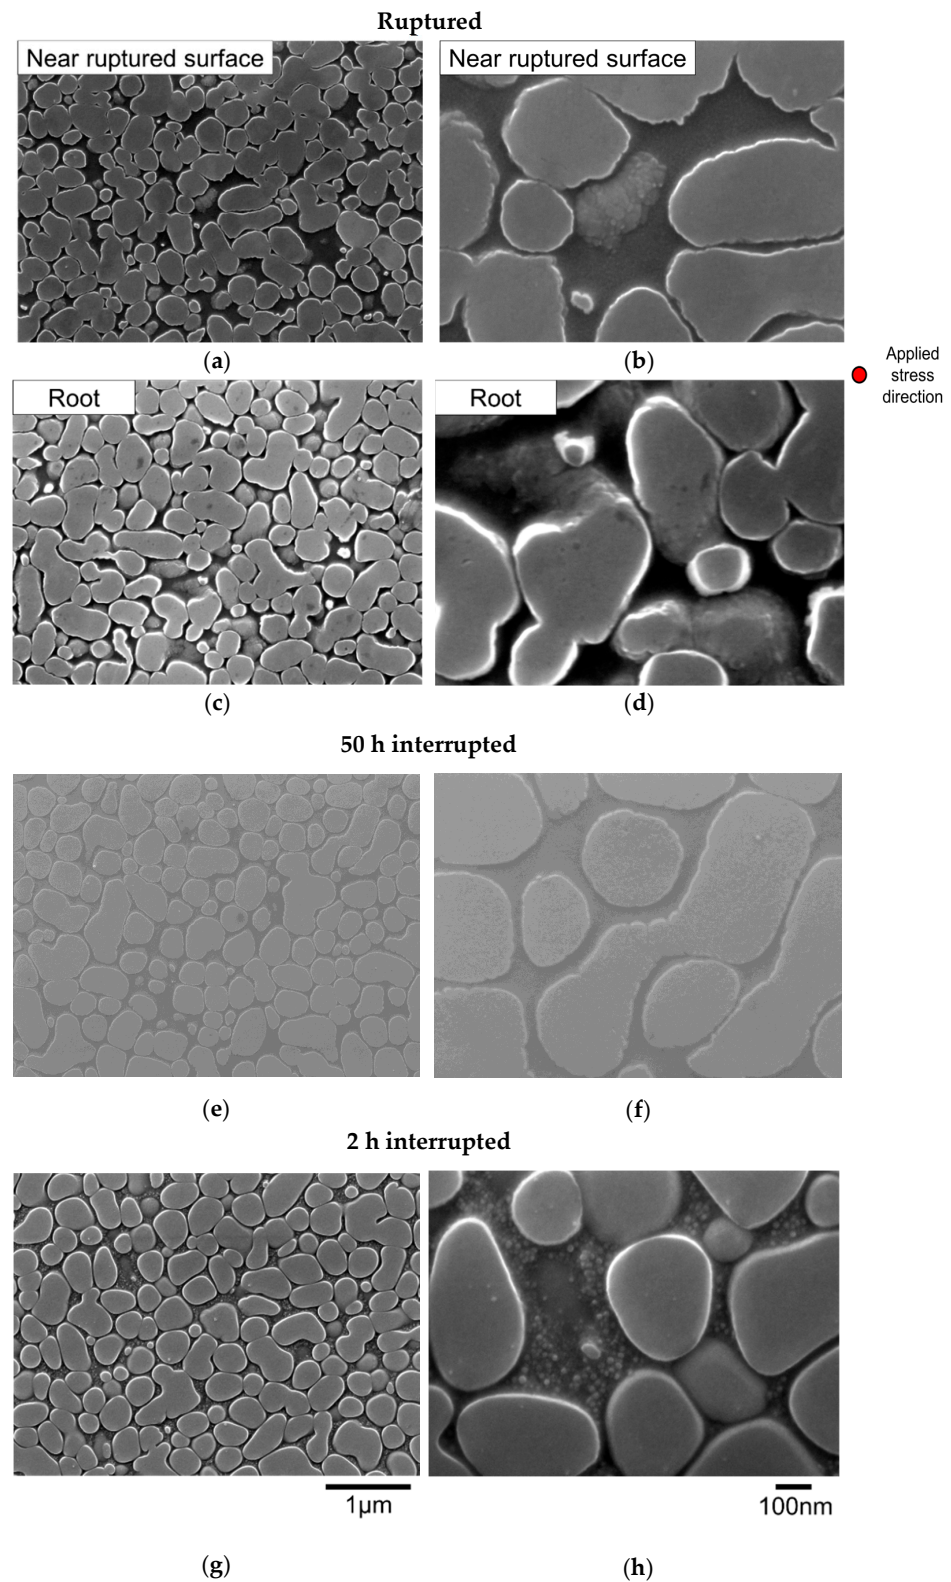 Ruptured
Near ruptured surface
Near ruptured surface
(a)
(b)
Applied
stress
direction
Root
Root
(c)
(d)
50 h interrupted
(e)
(f)
2 h interrupted
1μm
100nm
(g)
(h)